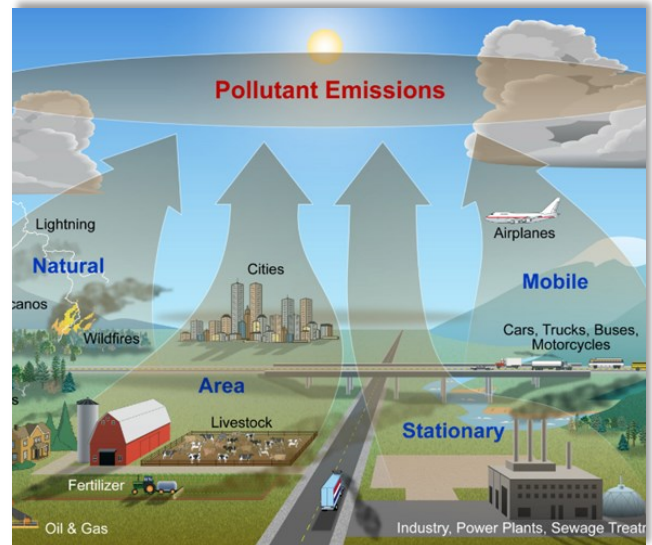 Pollutant Emissions
Lightning
Natural
canos
Wildfires
s
Cities
Airplanes
Mobile
Cars, Trucks, Buses,
Motorcycles
Area
Livestock
Stationary
Fertilizer
Oil & Gas
Industry, Power Plants, Sewage Treatr